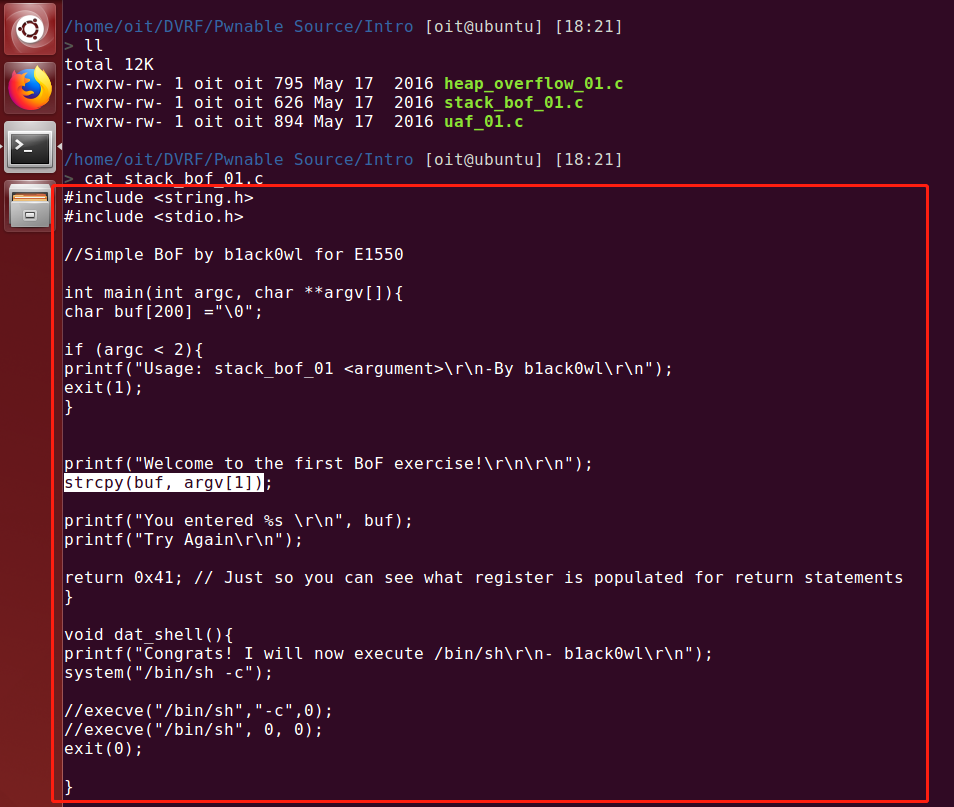 /home/oit/DVRF/Pwnable Source/Intro [oit@ubuntu] [18:21]
> ll
total 12K
-rwxrw-rw- 1 oit oit 795 May 17  2016 heap_overflow_01.c
-rwxrw-rw- 1 oit oit 626 May 17  2016 stack_bof_01.c
-rwxrw-rw- 1 oit oit 894 May 17  2016 uaf_01.c
/home/oit/DVRF/Pwnable Source/Intro [oit@ubuntu] [18:21]
> cat stack_bof_01.c
#include <string.h>
#include <stdio.h>
//Simple BoF by b1ack0wl for E1550
int main(int argc, char **argv[]){
char buf[200] ="\0";
if (argc < 2){
printf("Usage: stack_bof_01 <argument>\r\n-By b1ack0wl\r\n");
exit(1);
}
printf("Welcome to the first BoF exercise!\r\n\r\n");
strcpy(buf, argv[1]);
printf("You entered %s \r\n", buf);
printf("Try Again\r\n");
return 0x41; // Just so you can see what register is populated for return statements
}
void dat_shell(){
printf("Congrats! I will now execute /bin/sh\r\n- b1ack0wl\r\n");
system("/bin/sh -c");
//execve("/bin/sh","-c",0);
//execve("/bin/sh", 0, 0);
exit(0);
}